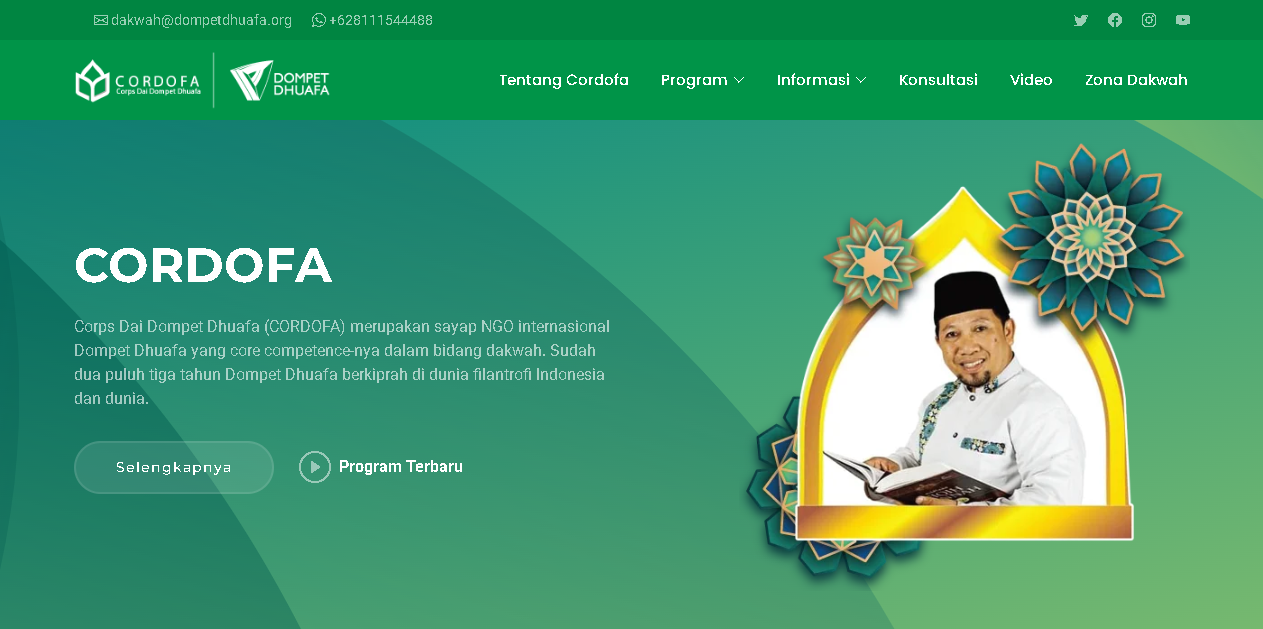 dakwah@dompetdhuafa.org +628111544488
CORDOFA
Corps Dai Dompet Dhuafa
DOMPET
DHUAFA
Tentang Cordofa Program Informasi Konsultasi Video Zona Dakwah
CORDOFA
Corps Dai Dompet Dhuafa (CORDOFA) merupakan sayap NGO internasional
Dompet Dhuafa yang core competence-nya dalam bidang dakwah. Sudah
dua puluh tiga tahun Dompet Dhuafa berkiprah di dunia filantrofi Indonesia
dan dunia.
Selengkapnya
Program Terbaru